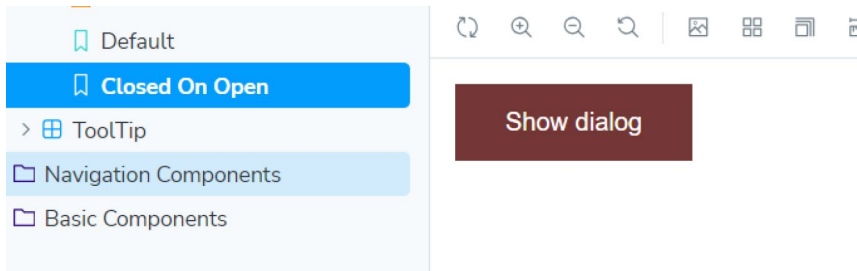 Default
Closed On Open
ToolTip
Navigation Components
Basic Components
Show dialog